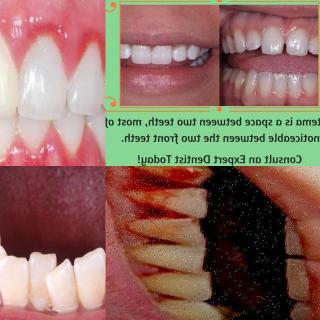 tema is a space between two teeth, most of
noticeable between the two front teeth.
Consult an Expert Dentist Today!